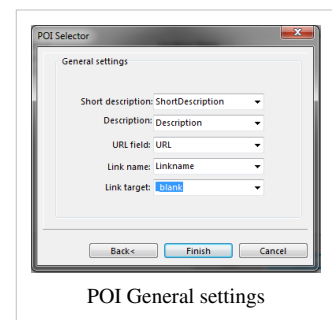 POI Selector
General settings
Short description: ShortDescription
Description: Description
URL field: URL
Link name: Linkname
Link target: _blank
Back< Finish Cancel
POI General settings